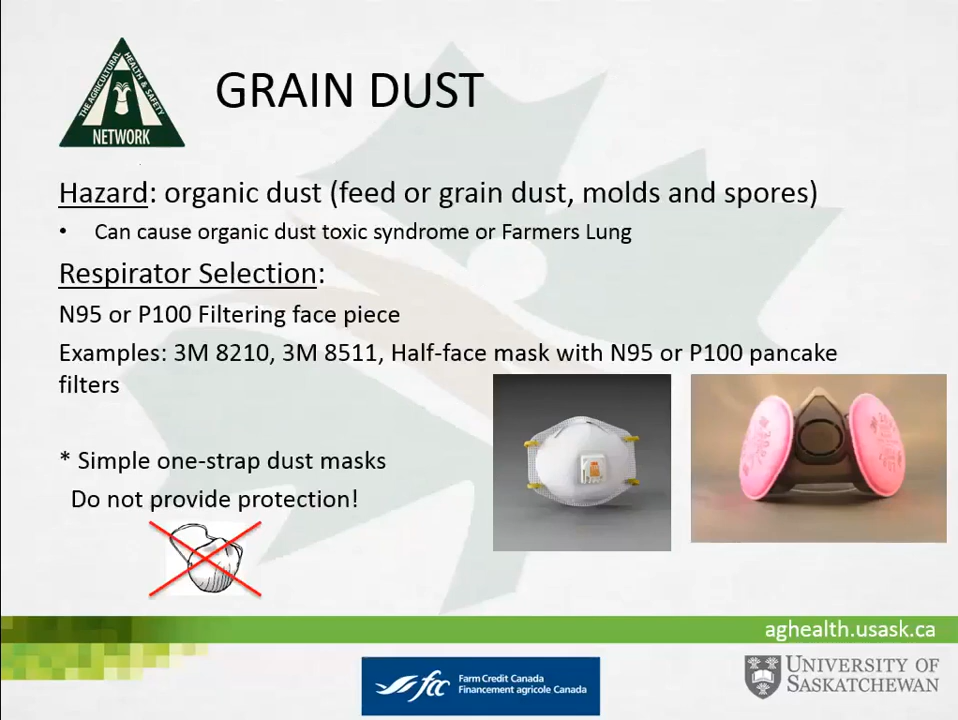 THE AGRICULTURAL HEALTH & SAFETY
NETWORK
GRAIN DUST
Hazard: organic dust (feed or grain dust, molds and spores)
• Can cause organic dust toxic syndrome or Farmers Lung
Respirator Selection:
N95 or P100 Filtering face piece
Examples: 3M 8210, 3M 8511, Half-face mask with N95 or P100 pancake
filters
* Simple one-strap dust masks
Do not provide protection!
aghealth.usask.ca
fcc
Farm Credit Canada
Financement agricole Canada
UNIVERSITY OF
SASKATCHEWAN